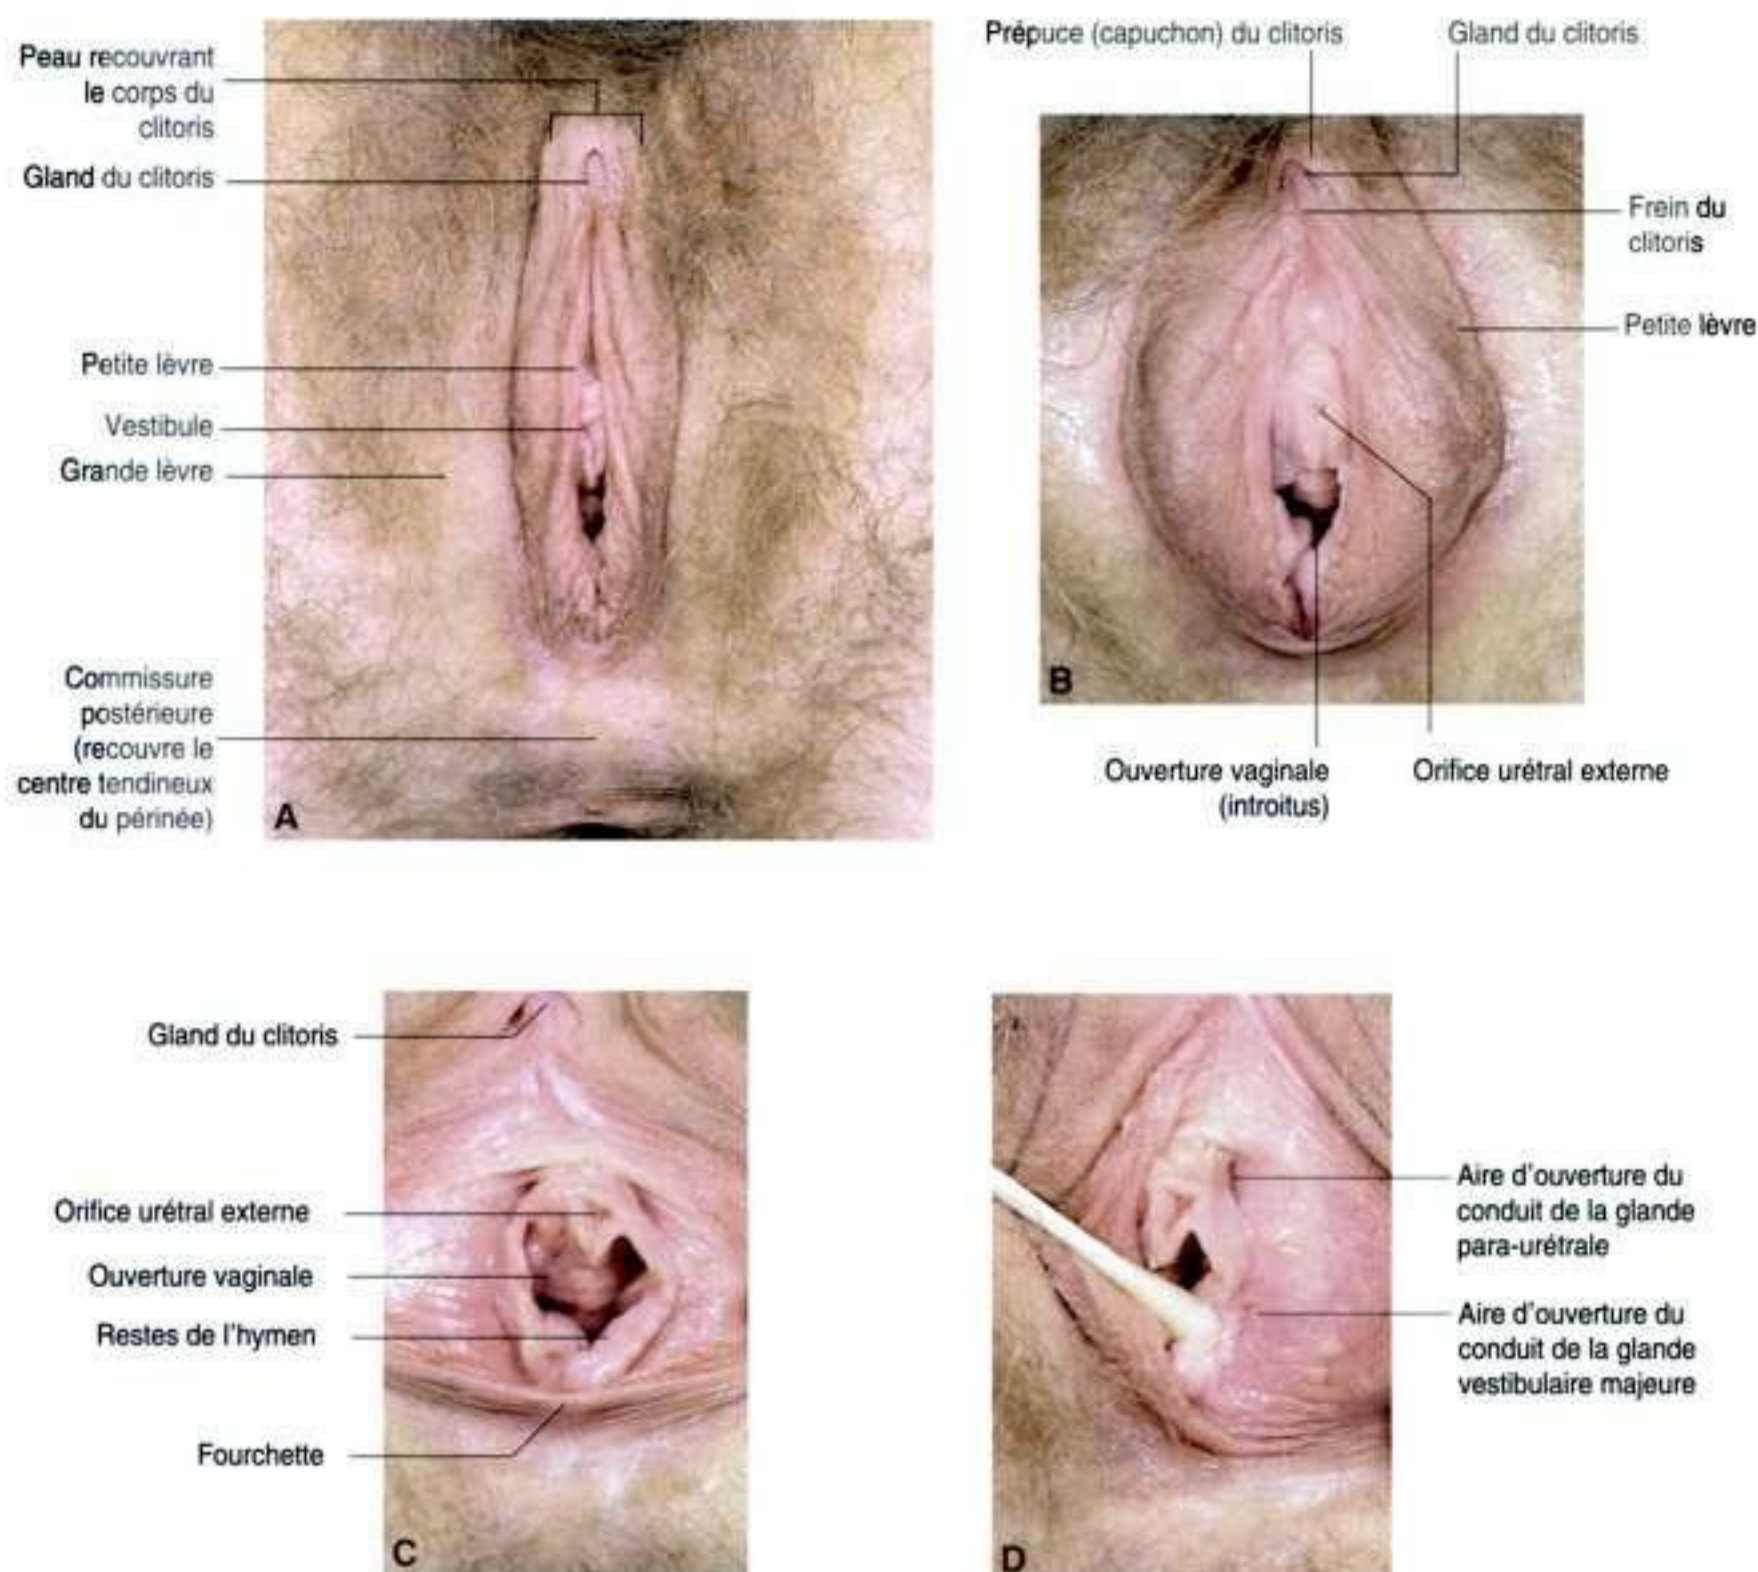 Peau recouvrant
le corps du
clitoris
Gland du clitoris
Petite lèvre
Vestibule
Grande lèvre
Commissure
postérieure
(recouvre le
centre tendineux
du périnée)
A
Prépuce (capuchon) du clitoris
Gland du clitoris
Frein du
clitoris
Petite lèvre
B
Ouverture vaginale
(introitus)
Orifice urétral externe
Gland du clitoris
Orifice urétral externe
Ouverture vaginale
Restes de l'hymen
Fourchette
C
Aire d'ouverture du
conduit de la glande
para-urétrale
Aire d'ouverture du
conduit de la glande
vestibulaire majeure
D